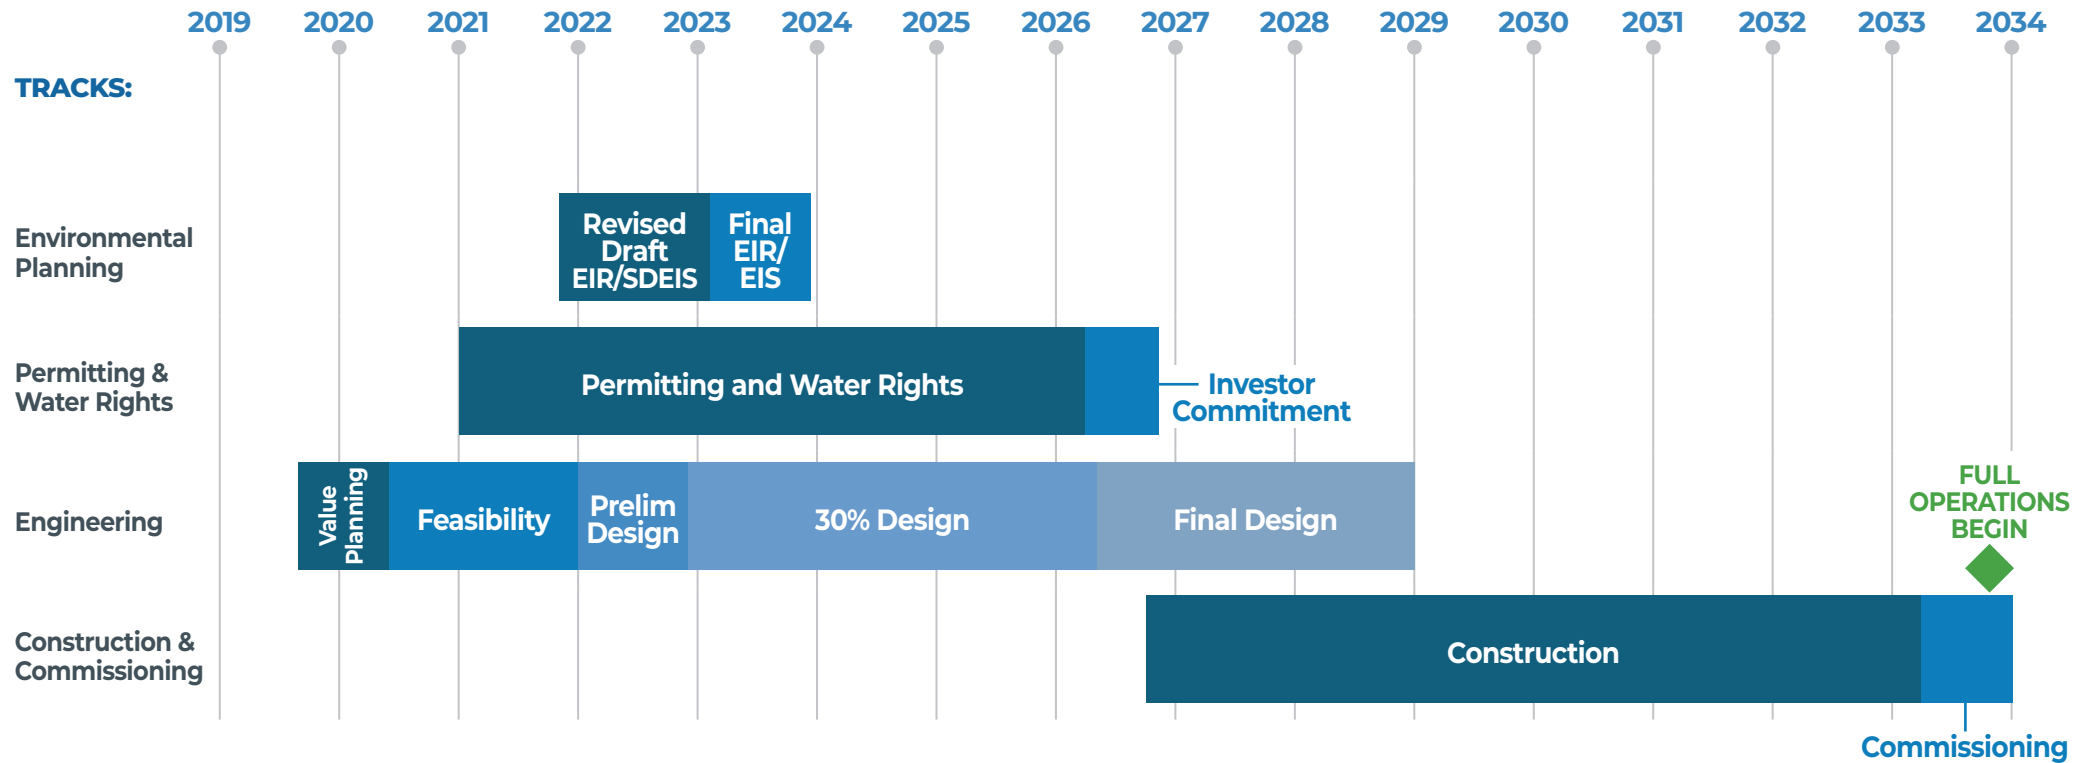 2019 2020 2021 2022 2023 2024 2025 2026 2027 2028 2029 2030 2031 2032 2033 2034
TRACKS:
Environmental
Planning
Revised
Draft
EIR/SDEIS
Final
EIR/
EIS
Permitting &
Water Rights
Permitting and Water Rights
Investor
Commitment
Engineering
Value
Planning
Feasibility
Prelim
Design
30% Design
Final Design
FULL
OPERATIONS
BEGIN
Construction &
Commissioning
Construction
Commissioning